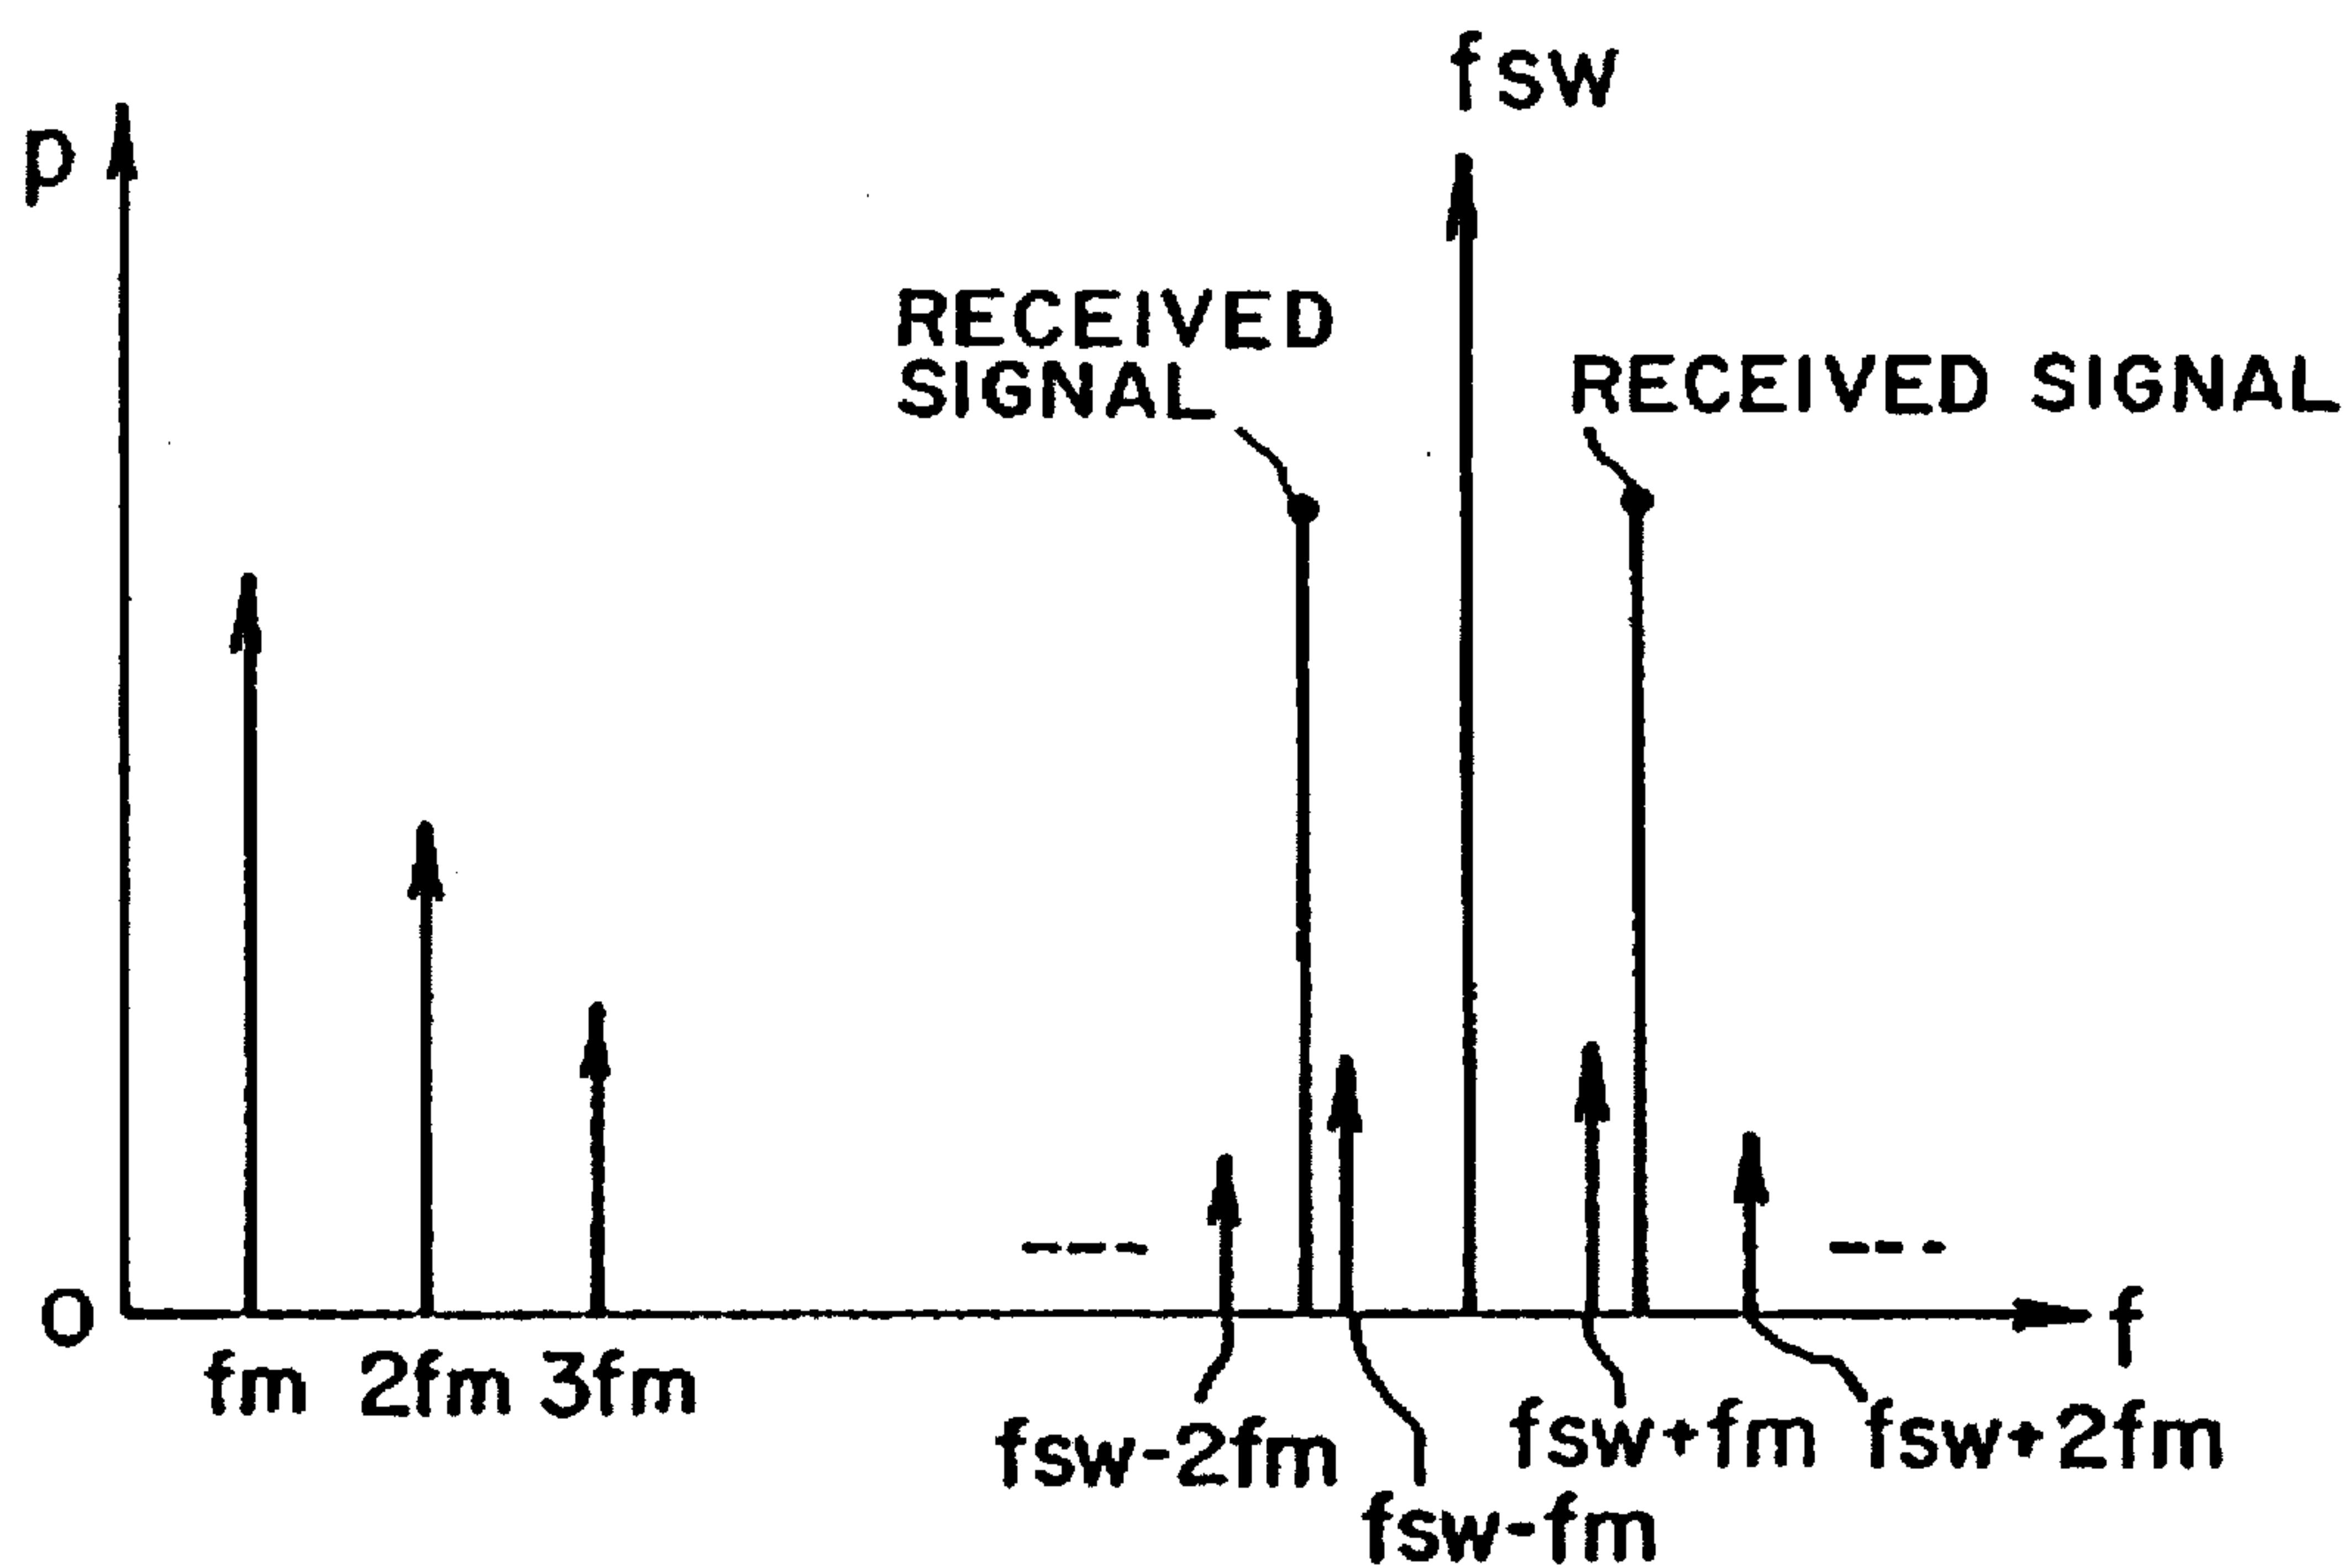 fsw
p
RECEIVED
SIGNAL
RECEIVED SIGNAL
---
---
O
f
fm 2fm 3fm
fsw-2fm
fsw-fm
fsw+fm
fsw+2fm